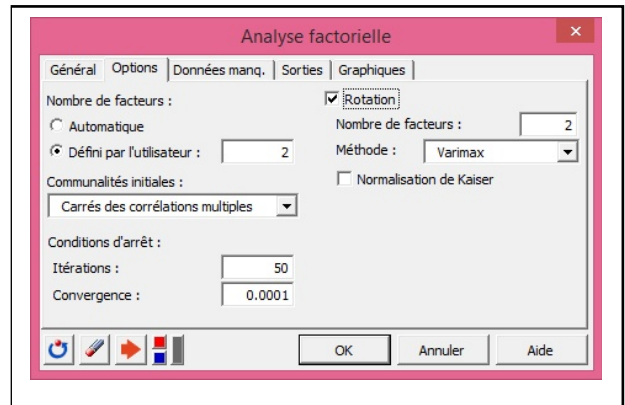 Analyse factorielle
Général Options Données manq. Sorties Graphiques
Nombre de facteurs :
Automatique
Défini par l'utilisateur : 2
Communalités initiales :
Carrés des corrélations multiples
Conditions d'arrêt :
Itérations : 50
Convergence : 0.0001
Rotation
Nombre de facteurs : 2
Méthode : Varimax
Normalisation de Kaiser
OK Annuler Aide